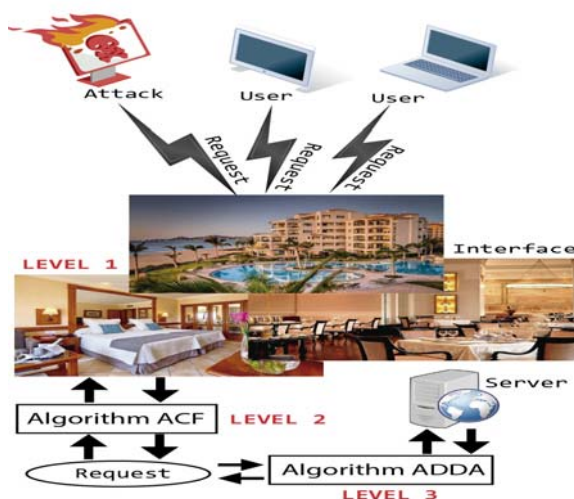 Attack
User
User
Request
Request
Request
Interface
LEVEL 1
Server
Algorithm ACF
LEVEL 2
Request
Algorithm ADDA
LEVEL 3